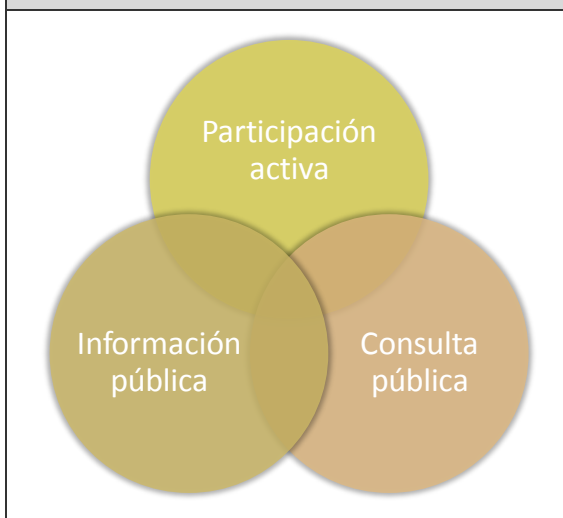 Participación
activa
Información
pública
Consulta
pública